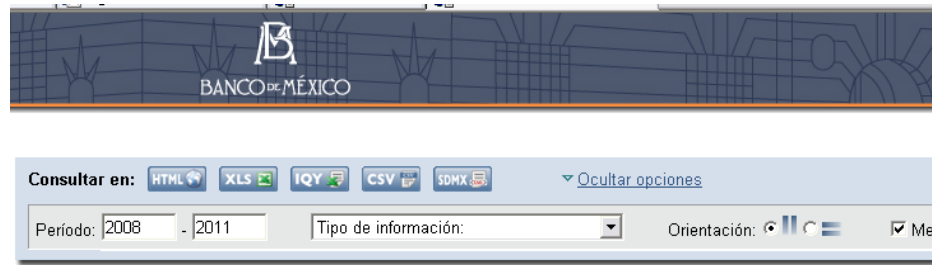 BANCO DE MÉXICO
Consultar en: HTML XLS IQY CSV SDMX Ocultar opciones
Período: 2008 - 2011 Tipo de información: Orientación: